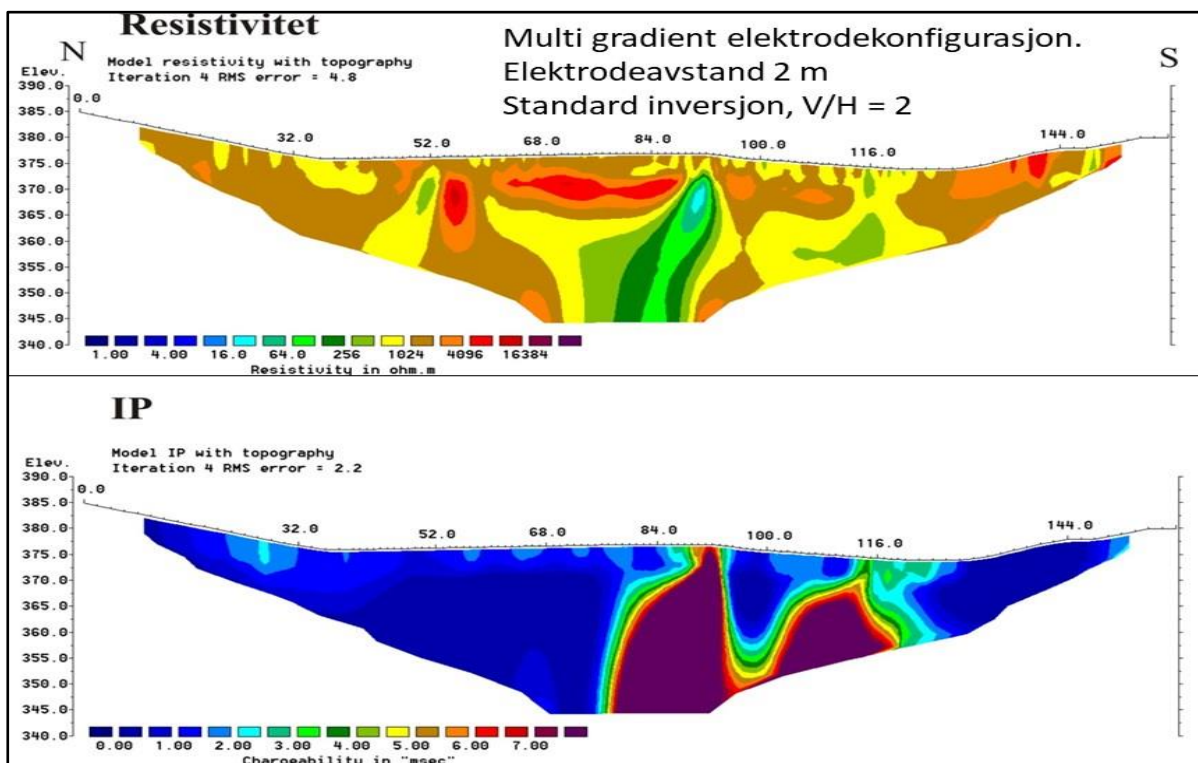 Resistivitet
N
Model resistivity with topography
Iteration 4 RMS error = 4.8
Multi gradient elektrodekonfigurasjon.
Elektrodeavstand 2 m
Standard inversjon, V/H = 2
S
Elev.
390.0
385.0
380.0
375.0
370.0
365.0
360.0
355.0
350.0
345.0
340.0
0.0 32.0 52.0 68.0 84.0 100.0 116.0 144.0
1.00 4.00 16.0 64.0 256 1024 4096 16384
Resistivity in ohm.m
IP
Model IP with topography
Iteration 4 RMS error = 2.2
Elev.
390.0
385.0
380.0
375.0
370.0
365.0
360.0
355.0
350.0
345.0
340.0
0.0 32.0 52.0 68.0 84.0 100.0 116.0 144.0
0.00 1.00 2.00 3.00 4.00 5.00 6.00 7.00
Chargeability in "msec"